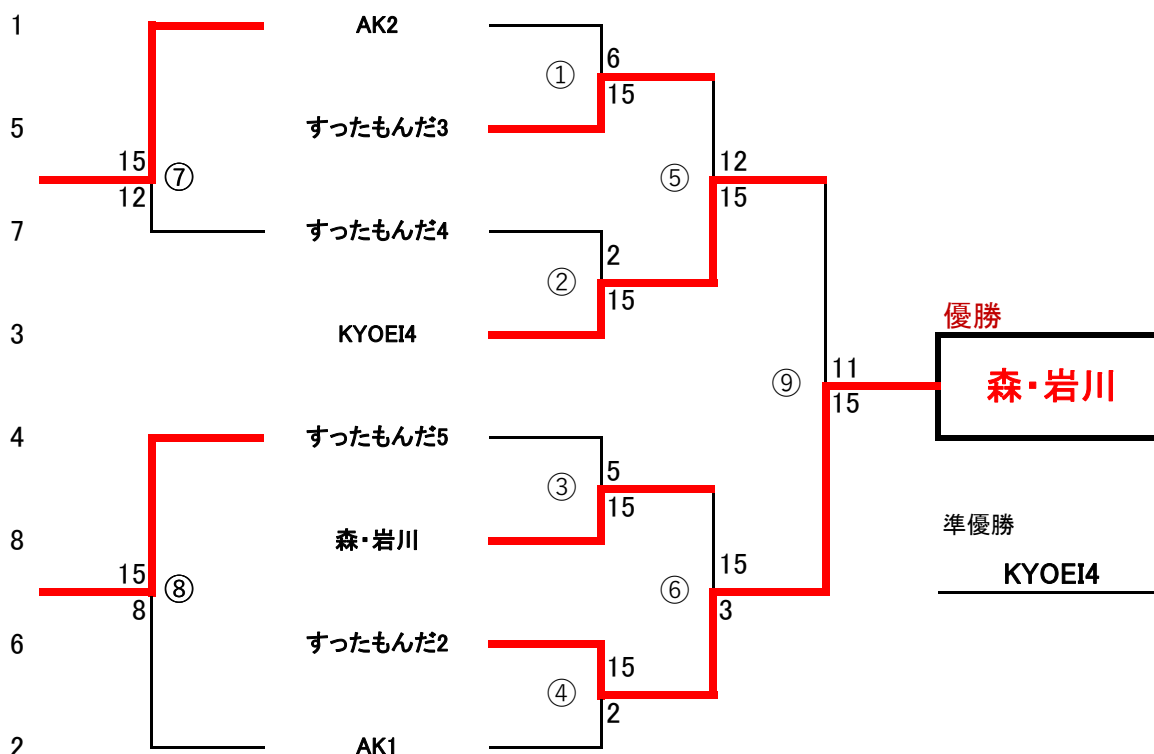 1 AK2
6
① 15
5 すったもんだ3
15 ⑦ ⑤ 12
12 15
7 すったもんだ4
2
② 15
3 KYOEI4
優勝
11
⑨ 15 森・岩川
4 すったもんだ5
5
③ 15
8 森・岩川
準優勝
15 ⑧ ⑥ 15 KYOEI4
8 3
6 すったもんだ2
15
④ 2
2 AK1